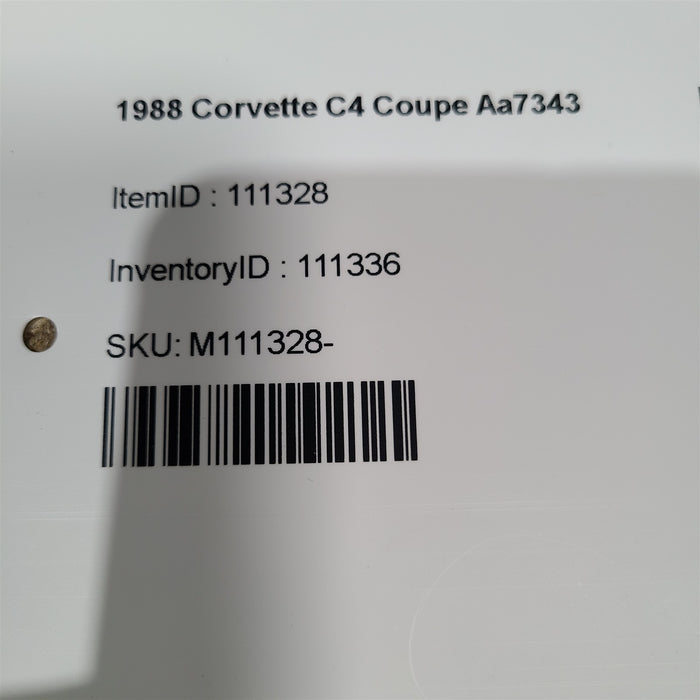 1988 Corvette C4 Coupe Aa7343
ItemID : 111328
InventoryID : 111336
SKU: M111328-